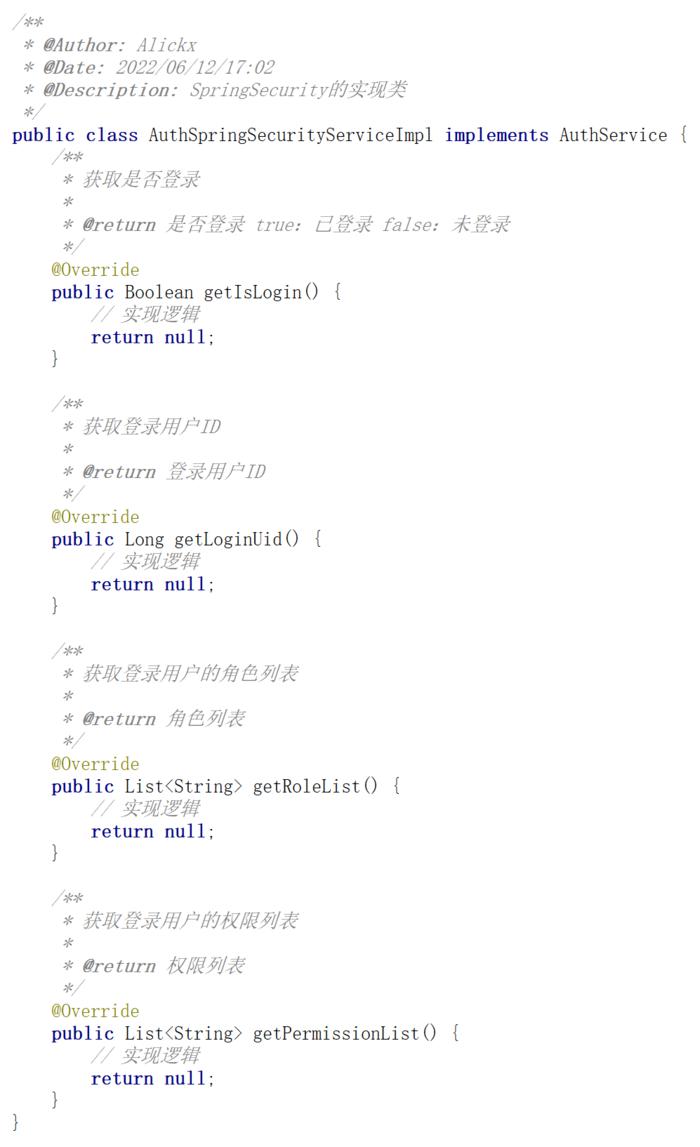 /**
 * @Author: Alickx
 * @Date: 2022/06/12/17:02
 * @Description: SpringSecurity的实现类
 */
public class AuthSpringSecurityServiceImpl implements AuthService {
    /**
     * 获取是否登录
     *
     * @return 是否登录 true：已登录 false：未登录
     */
    @Override
    public Boolean getIsLogin() {
        // 实现逻辑
        return null;
    }

    /**
     * 获取登录用户ID
     *
     * @return 登录用户ID
     */
    @Override
    public Long getLoginUid() {
        // 实现逻辑
        return null;
    }

    /**
     * 获取登录用户的角色列表
     *
     * @return 角色列表
     */
    @Override
    public List<String> getRoleList() {
        // 实现逻辑
        return null;
    }

    /**
     * 获取登录用户的权限列表
     *
     * @return 权限列表
     */
    @Override
    public List<String> getPermissionList() {
        // 实现逻辑
        return null;
    }
}